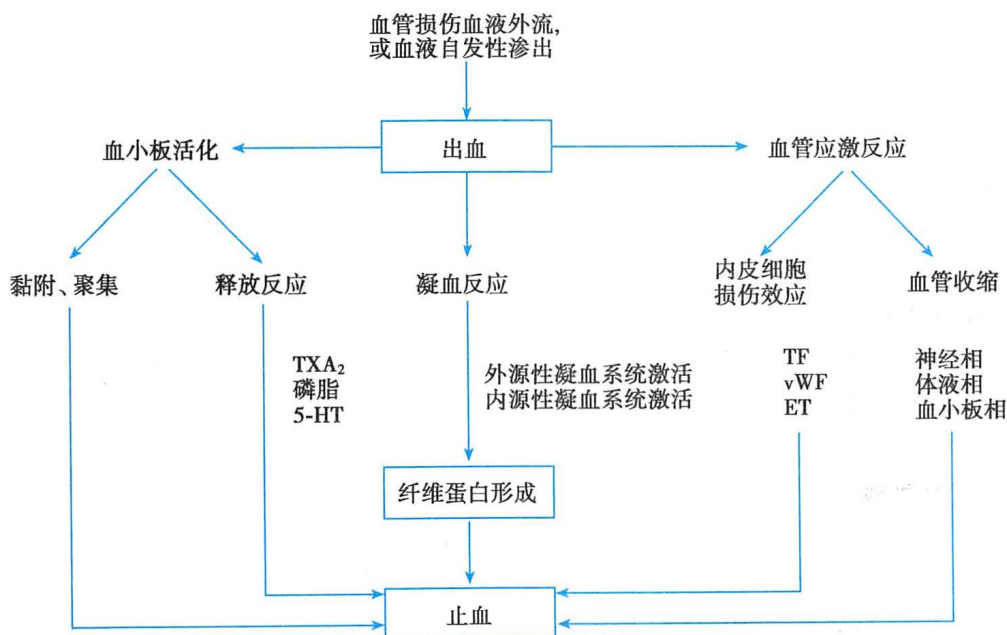 血管损伤血液外流，
或血液自发性渗出
血小板活化
出血
血管应激反应
黏附、聚集
释放反应
凝血反应
内皮细胞
损伤效应
血管收缩
TXA₂
磷脂
5-HT
外源性凝血系统激活
内源性凝血系统激活
TF
vWF
ET
神经相
体液相
血小板相
纤维蛋白形成
止血